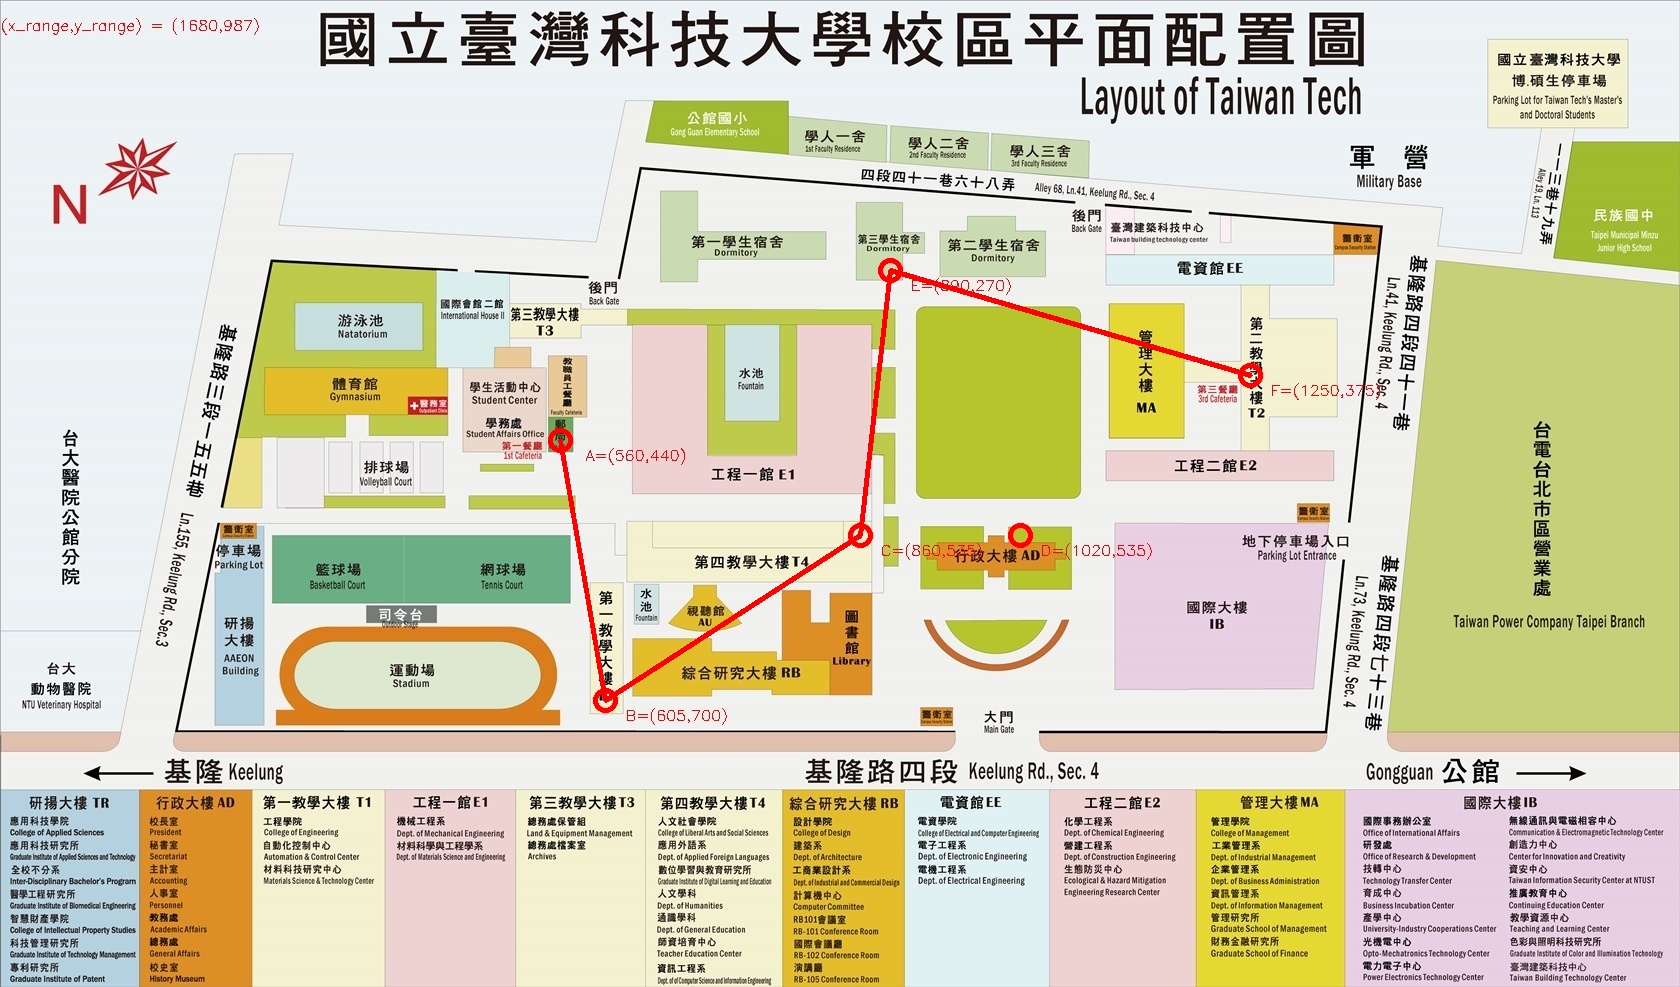 (x_range,y_range) = (1680,987)
國立臺灣科技大學校區平面配置圖
Layout of Taiwan Tech
國立臺灣科技大學
博.碩生停車場
Parking Lot for Taiwan Tech's Master's
and Doctoral Students
公館國小
Gong Guan Elementary School
學人一舍
1st Faculty Residence
學人二舍
2nd Faculty Residence
學人三舍
3rd Faculty Residence
軍 營
Military Base
一一三巷十九弄
Alley 19, Ln. 113
民族國中
Taipei Municipal Minzu
Junior High School
N
四段四十一巷六十八弄
Alley 68, Ln.41, Keelung Rd., Sec. 4
後門
Back Gate
臺灣建築科技中心
Taiwan building technology center
警衛室
Campus Security Station
電資館 EE
第一學生宿舍
Dormitory
第三學生宿舍
Dormitory
第二學生宿舍
Dormitory
E=(890,270)
後門
Back Gate
國際會館二館
International House II
游泳池
Natatorium
第三教學大樓
T3
教職員工餐廳
Faculty Cafeteria
水池
Fountain
管理大樓
MA
第二教學大樓
T2
第三餐廳
3rd Cafeteria
F=(1250,375)
體育館
Gymnasium
醫務室
Outpatient Clinic
學生活動中心
Student Center
學務處
Student Affairs Office
第一餐廳
1st Cafeteria
郵局
A=(560,440)
排球場
Volleyball Court
工程一館 E1
工程二館 E2
基隆路三段一五五巷
Ln.155, Keelung Rd., Sec.3
基隆路四段四十一巷
Ln.41, Keelung Rd., Sec. 4
台大醫院公館分院
台電台北市區營業處
Taiwan Power Company Taipei Branch
警衛室
Campus Security Station
停車場
Parking Lot
籃球場
Basketball Court
網球場
Tennis Court
第四教學大樓 T4
C=(860,535)
行政大樓 AD
D=(1020,535)
警衛室
Campus Security Station
地下停車場入口
Parking Lot Entrance
國際大樓
IB
基隆路四段七十三巷
Ln.73, Keelung Rd., Sec. 4
司令台
Outdoor Stage
研揚大樓
AAEON
Building
運動場
Stadium
第一教學大樓
水池
Fountain
視聽館
AU
圖書館
Library
綜合研究大樓 RB
B=(605,700)
台大
動物醫院
NTU Veterinary Hospital
警衛室
Campus Security Station
大門
Main Gate
基隆 Keelung
基隆路四段 Keelung Rd., Sec. 4
Gongguan 公館
研揚大樓 TR
應用科技學院
College of Applied Sciences
應用科技研究所
Graduate Institute of Applied Sciences and Technology
全校不分系
Inter-Disciplinary Bachelor's Program
醫學工程研究所
Graduate Institute of Biomedical Engineering
智慧財產學院
College of Intellectual Property Studies
科技管理研究所
Graduate Institute of Technology Management
專利研究所
Graduate Institute of Patent
行政大樓 AD
校長室
President
秘書室
Secretariat
主計室
Accounting
人事室
Personnel
教務處
Academic Affairs
總務處
General Affairs
校史室
History Museum
第一教學大樓 T1
工程學院
College of Engineering
自動化控制中心
Automation & Control Center
材料科技研究中心
Materials Science & Technology Center
工程一館E1
機械工程系
Dept. of Mechanical Engineering
材料科學與工程學系
Dept. of Materials Science and Engineering
第三教學大樓 T3
總務處保管組
Land & Equipment Management
總務處檔案室
Archives
第四教學大樓 T4
人文社會學院
College of Liberal Arts and Social Sciences
應用外語系
Dept. of Applied Foreign Languages
數位學習與教育研究所
Graduate Institute of Digital Learning and Education
人文學科
Dept. of Humanities
通識學科
Dept. of General Education
師資培育中心
Teacher Education Center
資訊工程系
Dept. of of Computer Science and Information Engineering
綜合研究大樓 RB
設計學院
College of Design
建築系
Dept. of Architecture
工商業設計系
Dept. of Industrial and Commercial Design
計算機中心
Computer Committee
RB101會議室
RB-101 Conference Room
國際會議廳
RB-102 Conference Room
演講廳
RB-105 Conference Room
電資館 EE
電資學院
College of Electrical and Computer Engineering
電子工程系
Dept. of Electronic Engineering
電機工程系
Dept. of Electrical Engineering
工程二館 E2
化學工程系
Dept. of Chemical Engineering
營建工程系
Dept. of Construction Engineering
生態防災中心
Ecological & Hazard Mitigation
Engineering Research Center
管理大樓MA
管理學院
College of Management
工業管理系
Dept. of Industrial Management
企業管理系
Dept. of Business Administration
資訊管理系
Dept. of Information Management
管理研究所
Graduate School of Management
財務金融研究所
Graduate School of Finance
國際大樓IB
國際事務辦公室
Office of International Affairs
研發處
Office of Research & Development
技轉中心
Technology Transfer Center
育成中心
Business Incubation Center
產學中心
University-Industry Cooperations Center
光機電中心
Opto-Mechatronics Technology Center
電力電子中心
Power Electronics Technology Center
無線通訊與電磁相容中心
Communication & Electromagnetic Technology Center
創造力中心
Center for Innovation and Creativity
資安中心
Taiwan Information Security Center at NTUST
推廣教育中心
Continuing Education Center
教學資源中心
Teaching and Learning Center
色彩與照明科技研究所
Graduate Institute of Color and Illumination Technology
臺灣建築科技中心
Taiwan Building Technology Center